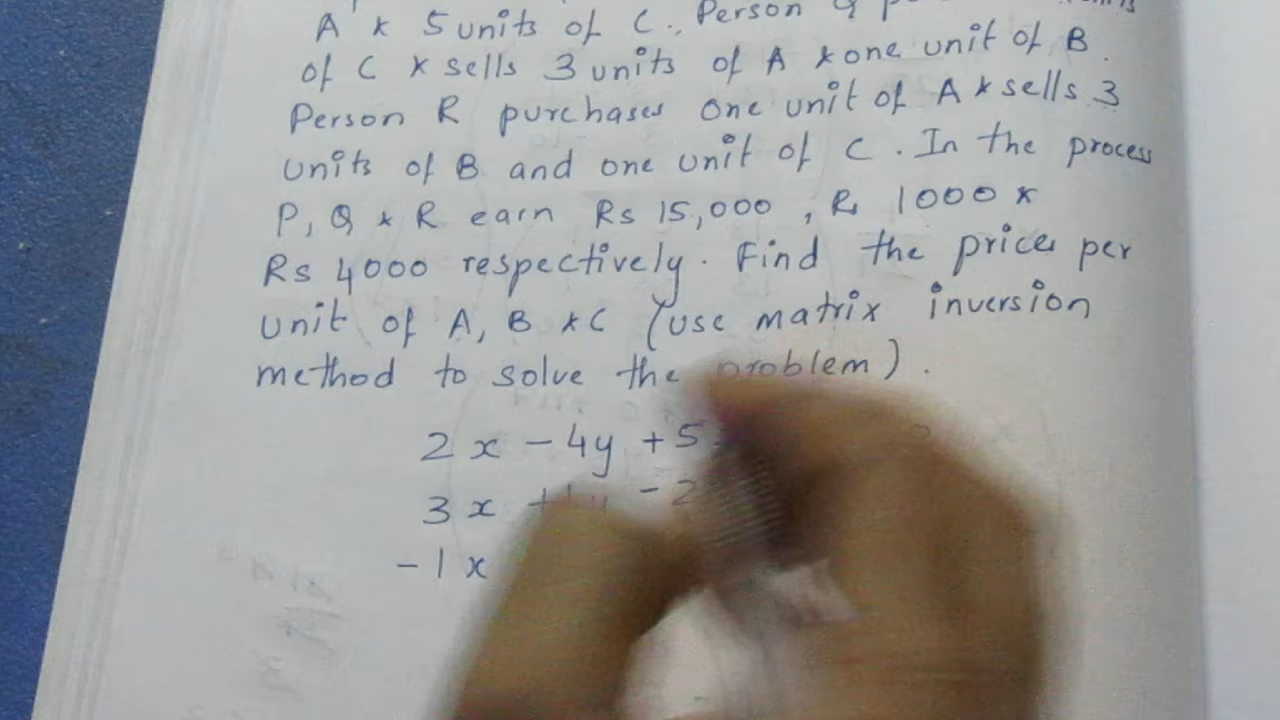 A & 5 units of C. Person Q
of C & sells 3 units of A & one unit of B.
Person R purchases one unit of A & sells 3
units of B and one unit of C. In the process
P, Q & R earn Rs 15,000, Rs 1000 &
Rs 4000 respectively. Find the prices per
unit of A, B & C (use matrix inversion
method to solve the problem).
2x - 4y + 5
3x + - 2
-1x